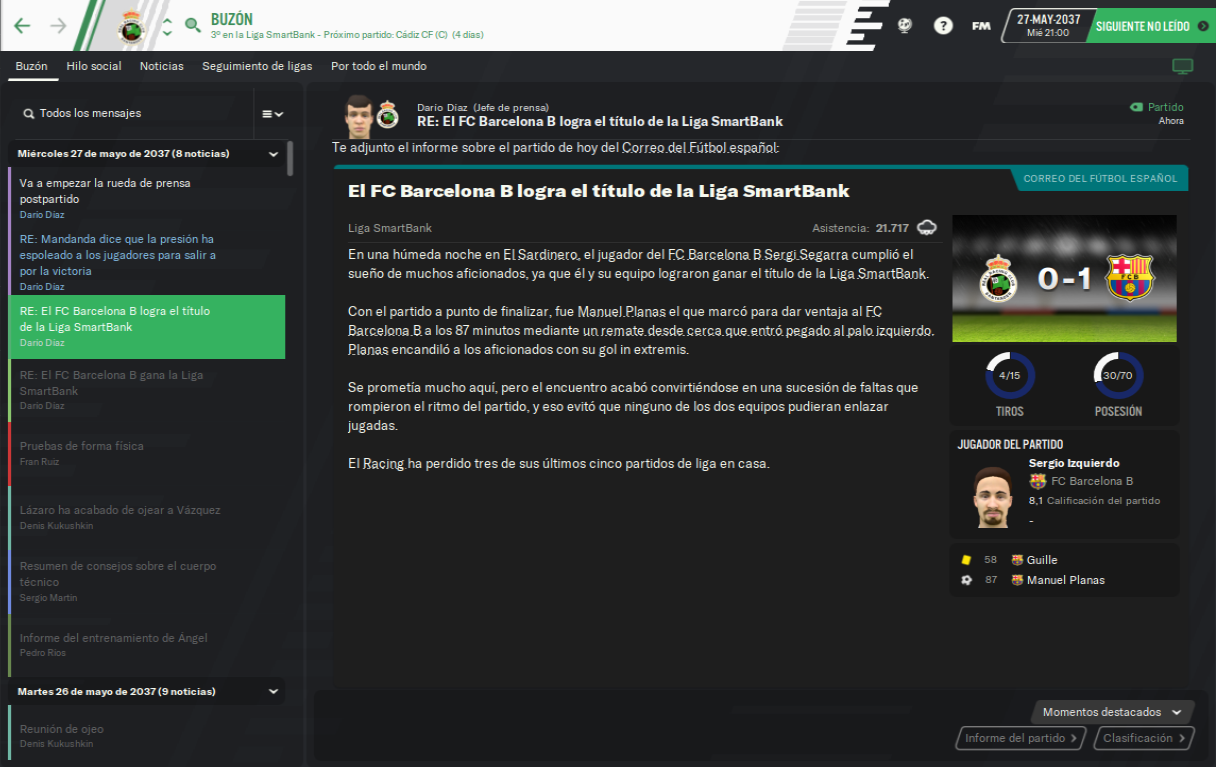 BUZÓN
3º en la Liga SmartBank - Próximo partido: Cádiz CF (C) (4 días)
?
FM
27-MAY-2037
Mié 21:00
SIGUIENTE NO LEÍDO
Buzón
Hilo social
Noticias
Seguimiento de ligas
Por todo el mundo
Todos los mensajes
Miércoles 27 de mayo de 2037 (8 noticias)
Va a empezar la rueda de prensa
postpartido
Darío Díaz
RE: Mandanda dice que la presión ha
espoleado a los jugadores para salir a
por la victoria
Darío Díaz
RE: El FC Barcelona B logra el título
de la Liga SmartBank
Darío Díaz
RE: El FC Barcelona B gana la Liga
SmartBank
Darío Díaz
Pruebas de forma física
Fran Ruiz
Lázaro ha acabado de ojear a Vázquez
Denis Kukushkin
Resumen de consejos sobre el cuerpo
técnico
Sergio Martín
Informe del entrenamiento de Ángel
Pedro Ríos
Martes 26 de mayo de 2037 (9 noticias)
Reunión de ojeo
Denis Kukushkin
Darío Díaz (Jefe de prensa)
RE: El FC Barcelona B logra el título de la Liga SmartBank
Partido
Ahora
Te adjunto el informe sobre el partido de hoy del Correo del Fútbol español:
CORREO DEL FÚTBOL ESPAÑOL
El FC Barcelona B logra el título de la Liga SmartBank
Liga SmartBank
Asistencia: 21.717
En una húmeda noche en El Sardinero, el jugador del FC Barcelona B Sergi Segarra cumplió el
sueño de muchos aficionados, ya que él y su equipo lograron ganar el título de la Liga SmartBank.
Con el partido a punto de finalizar, fue Manuel Planas el que marcó para dar ventaja al FC
Barcelona B a los 87 minutos mediante un remate desde cerca que entró pegado al palo izquierdo.
Planas encandiló a los aficionados con su gol in extremis.
Se prometía mucho aquí, pero el encuentro acabó convirtiéndose en una sucesión de faltas que
rompieron el ritmo del partido, y eso evitó que ninguno de los dos equipos pudieran enlazar
jugadas.
El Racing ha perdido tres de sus últimos cinco partidos de liga en casa.
0-1
FCB
4/15
TIROS
30/70
POSESIÓN
JUGADOR DEL PARTIDO
Sergio Izquierdo
FC Barcelona B
8,1 Calificación del partido
-
58 Guille
87 Manuel Planas
Momentos destacados
Informe del partido
Clasificación